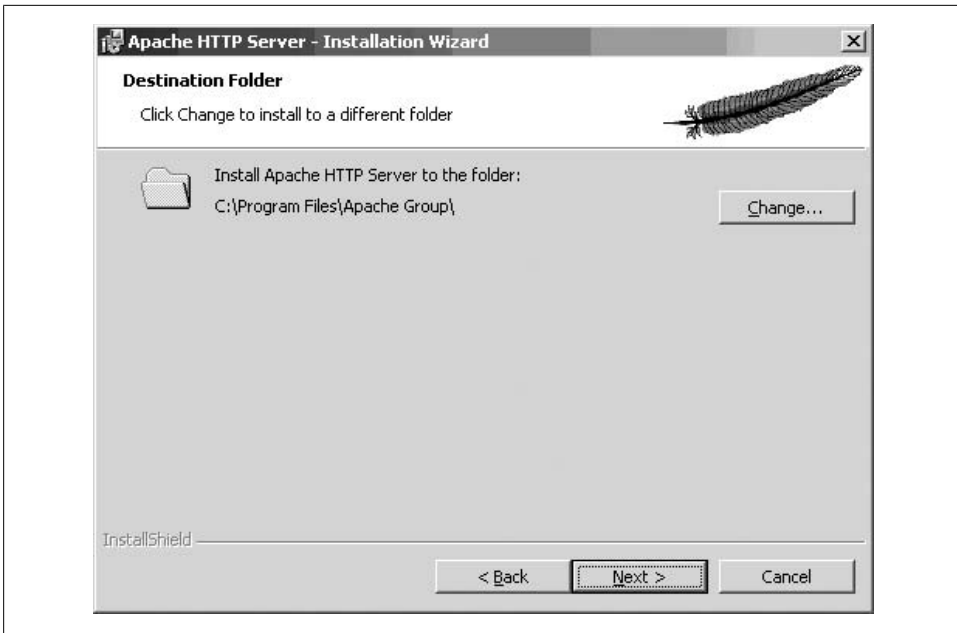 Apache HTTP Server - Installation Wizard
Destination Folder
Click Change to install to a different folder
Install Apache HTTP Server to the folder:
C:\Program Files\Apache Group\
Change...
InstallShield
< Back
Next >
Cancel